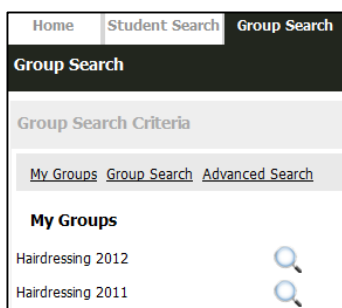 Home Student Search Group Search
Group Search
Group Search Criteria
My Groups Group Search Advanced Search
My Groups
Hairdressing 2012
Hairdressing 2011